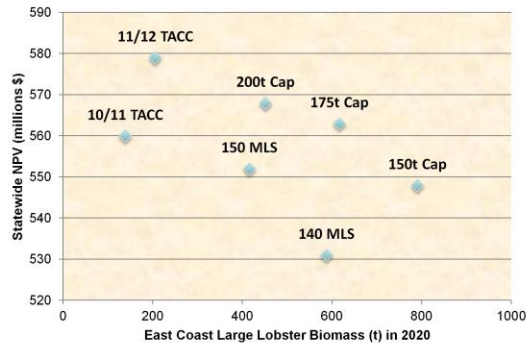 590
580
570
560
550
540
530
520
Statewide NPV (millions $)
11/12 TACC
200t Cap
175t Cap
10/11 TACC
150 MLS
150t Cap
140 MLS
0 200 400 600 800 1000
East Coast Large Lobster Biomass (t) in 2020